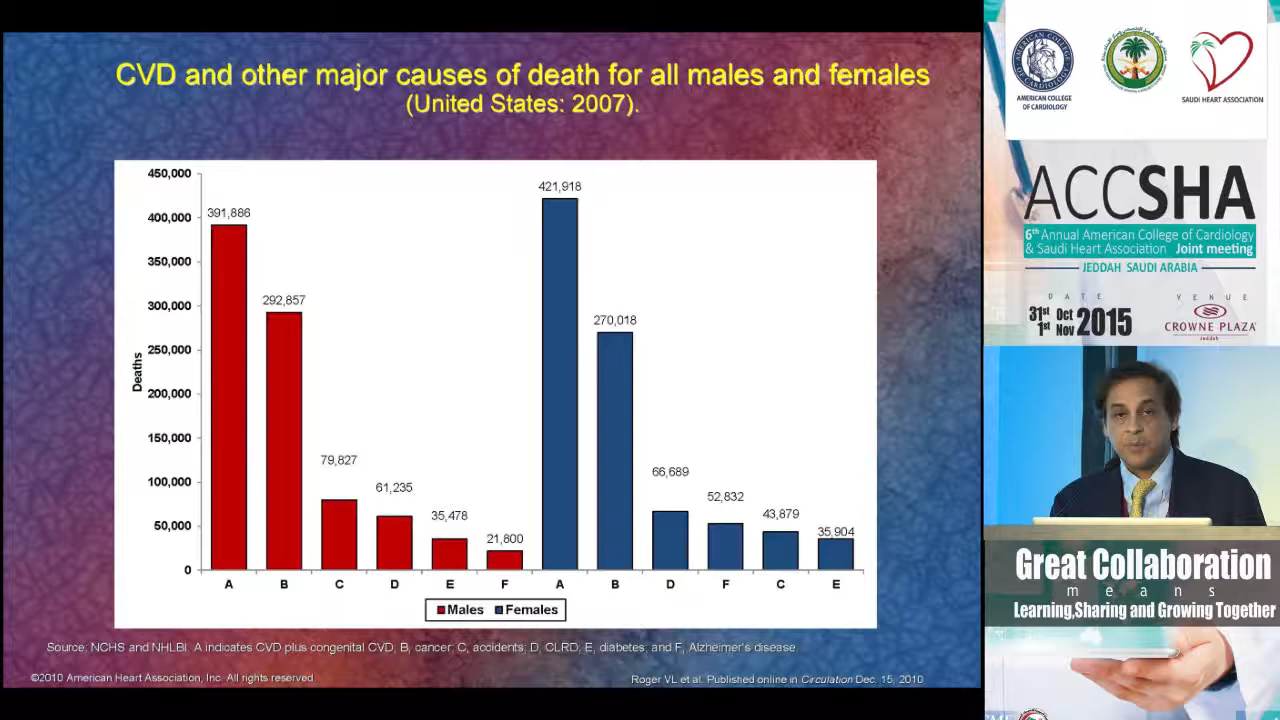 CVD and other major causes of death for all males and females
(United States: 2007).
450,000
400,000
350,000
300,000
250,000
200,000
150,000
100,000
50,000
0
Deaths
391,886
292,857
79,827
61,235
35,478
21,800
421,918
270,018
66,689
52,832
43,879
35,904
A B C D E F A B D F C E
Males Females
Source: NCHS and NHLBI. A indicates CVD plus congenital CVD, B, cancer; C, accidents; D, CLRD; E, diabetes; and F, Alzheimer's disease.
©2010 American Heart Association, Inc. All rights reserved.
Roger VL et al. Published online in Circulation Dec. 15, 2010
AMERICAN COLLEGE OF CARDIOLOGY
AMERICAN COLLEGE
OF CARDIOLOGY
SAUDI HEART ASSOCIATION
ACCSHA
6th Annual American College of Cardiology
& Saudi Heart Association Joint meeting
JEDDAH SAUDI ARABIA
DATE
31st Oct
1st Nov 2015
VENUE
CROWNE PLAZA
Jeddah
Great Collaboration
means
Learning,Sharing and Growing Together